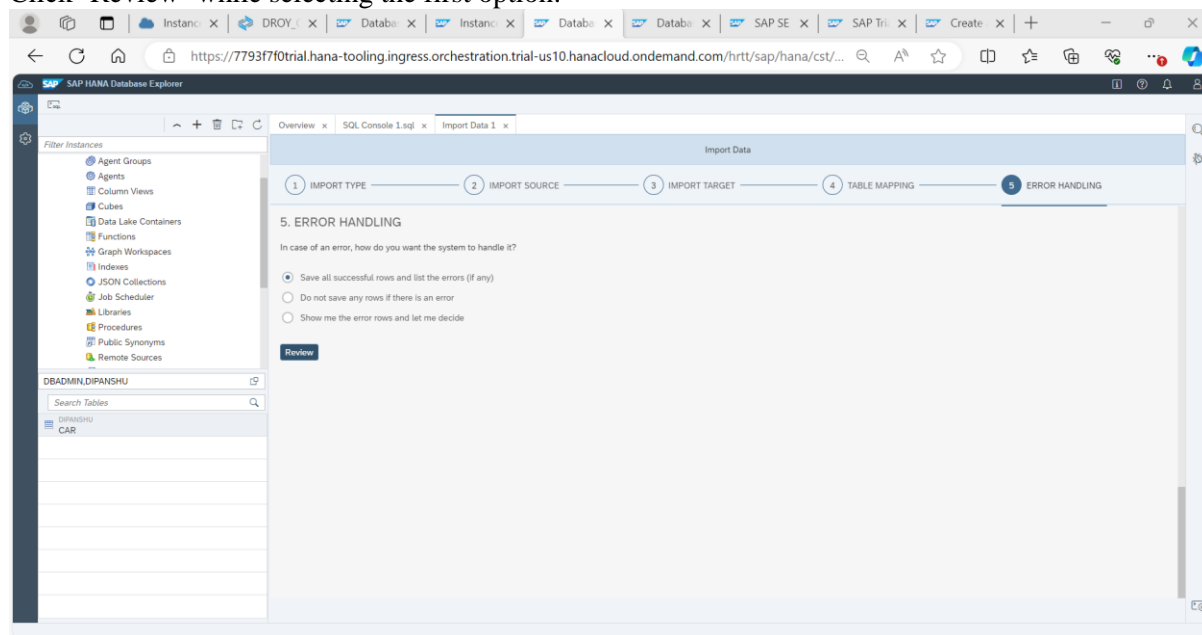 Click "Review" while selecting the first option.
Instanc
DROY_C
Databa
Instanc
Databa
Databa
SAP SE
SAP Tri
Create
https://7793f7f0trial.hana-tooling.ingress.orchestration.trial-us10.hanacloud.ondemand.com/hrtt/sap/hana/cst/...
SAP SAP HANA Database Explorer
Overview
SQL Console 1.sql
Import Data 1
Filter Instances
Import Data
Agent Groups
Agents
Column Views
Cubes
Data Lake Containers
Functions
Graph Workspaces
Indexes
JSON Collections
Job Scheduler
Libraries
Procedures
Public Synonyms
Remote Sources
1 IMPORT TYPE
2 IMPORT SOURCE
3 IMPORT TARGET
4 TABLE MAPPING
5 ERROR HANDLING
5. ERROR HANDLING
In case of an error, how do you want the system to handle it?
Save all successful rows and list the errors (if any)
Do not save any rows if there is an error
Show me the error rows and let me decide
Review
DBADMIN,DIPANSHU
Search Tables
DIPANSHU
CAR